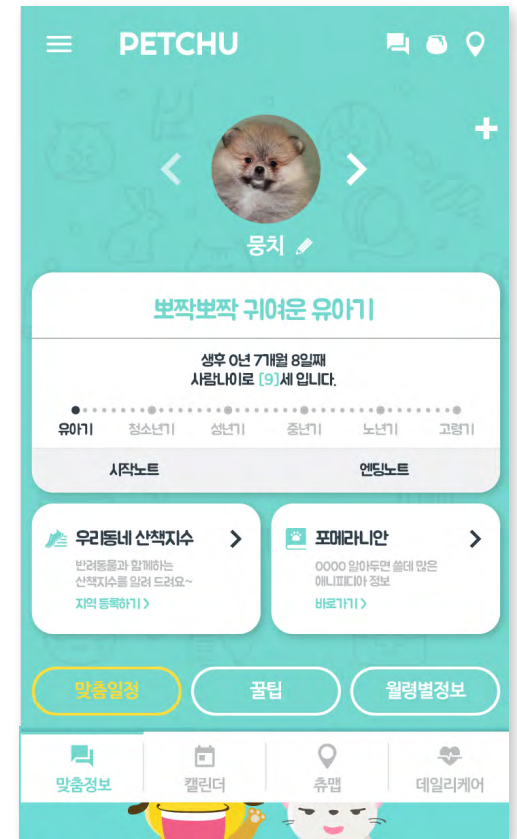 PETCHU
뭉치
뽀짝뽀짝 귀여운 유아기
생후 0년 7개월 8일째
사람나이로 [9]세 입니다.
유아기 청소년기 성년기 중년기 노년기 고령기
시작노트 엔딩노트
우리동네 산책지수
반려동물과 함께하는
산책지수를 알려 드려요~
지역 등록하기 〉
포메라니안
OOOO 알아두면 쓸데 많은
애니피디아 정보
바로가기 〉
맞춤일정 꿀팁 월령별정보
맞춤정보 캘린더 츄맵 데일리케어